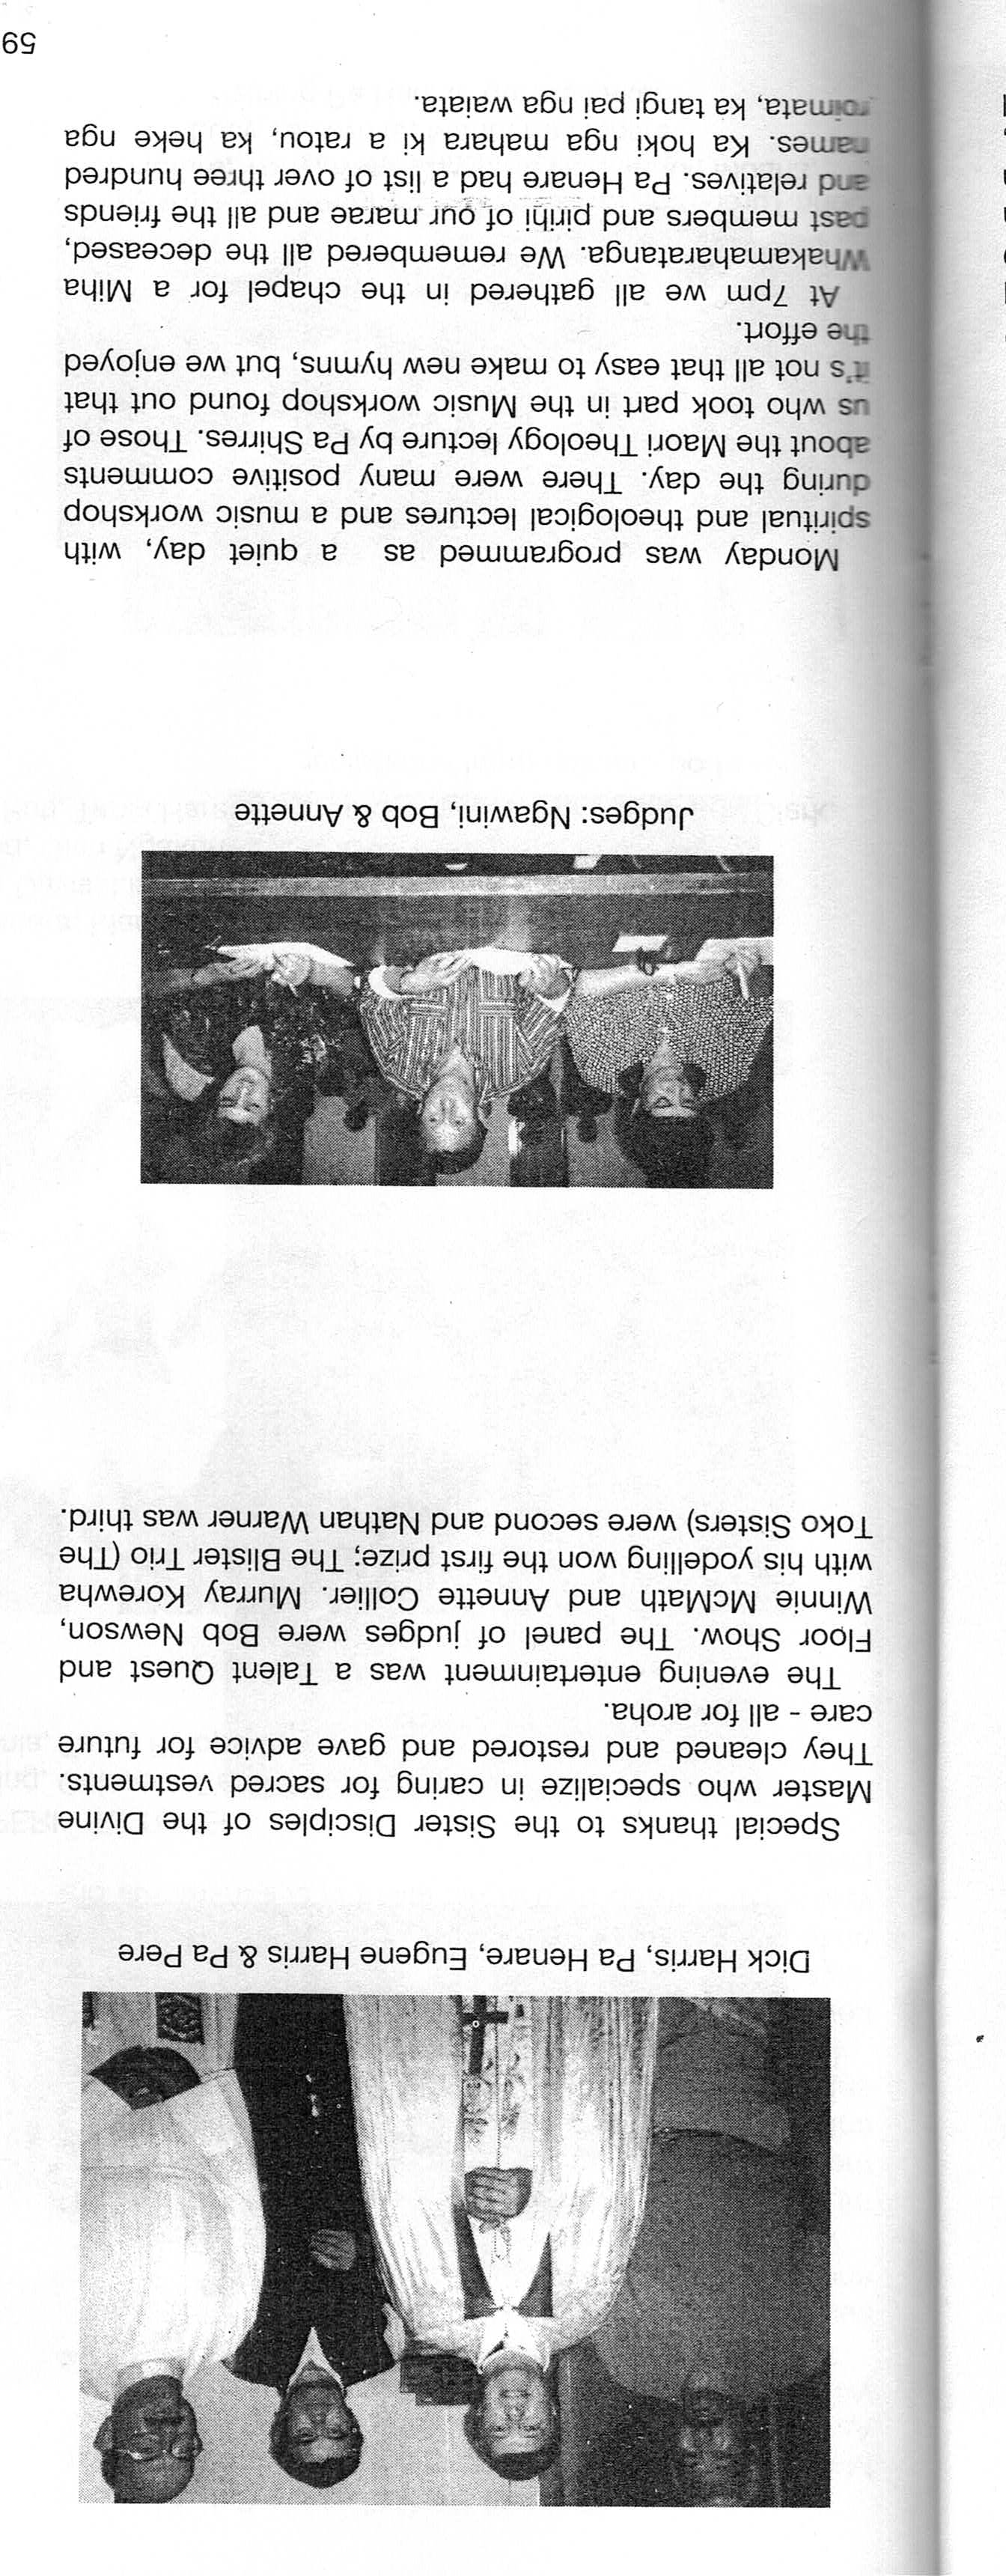 Dick Harris, Pa Henare, Eugene Harris & Pa Pere
Special thanks to the Sister Disciples of the Divine
Master who specialize in caring for sacred vestments.
They cleaned and restored and gave advice for future
care - all for aroha.
The evening entertainment was a Talent Quest and
Floor Show. The panel of judges were Bob Newson,
Winnie McMath and Annette Collier. Murray Korewha
with his yodelling won the first prize; The Blister Trio (The
Toko Sisters) were second and Nathan Warner was third.
Judges: Ngawini, Bob & Annette
Monday was programmed as a quiet day, with
spiritual and theological lectures and a music workshop
during the day. There were many positive comments
about the Maori Theology lecture by Pa Shirres. Those of
us who took part in the Music workshop found out that
it's not all that easy to make new hymns, but we enjoyed
the effort.
At 7pm we all gathered in the chapel for a Miha
Whakamaharatanga. We remembered all the deceased,
past members and pirihi of our marae and all the friends
and relatives. Pa Henare had a list of over three hundred
names. Ka hoki nga mahara ki a ratou, ka heke nga
roimata, ka tangi pai nga waiata.
59